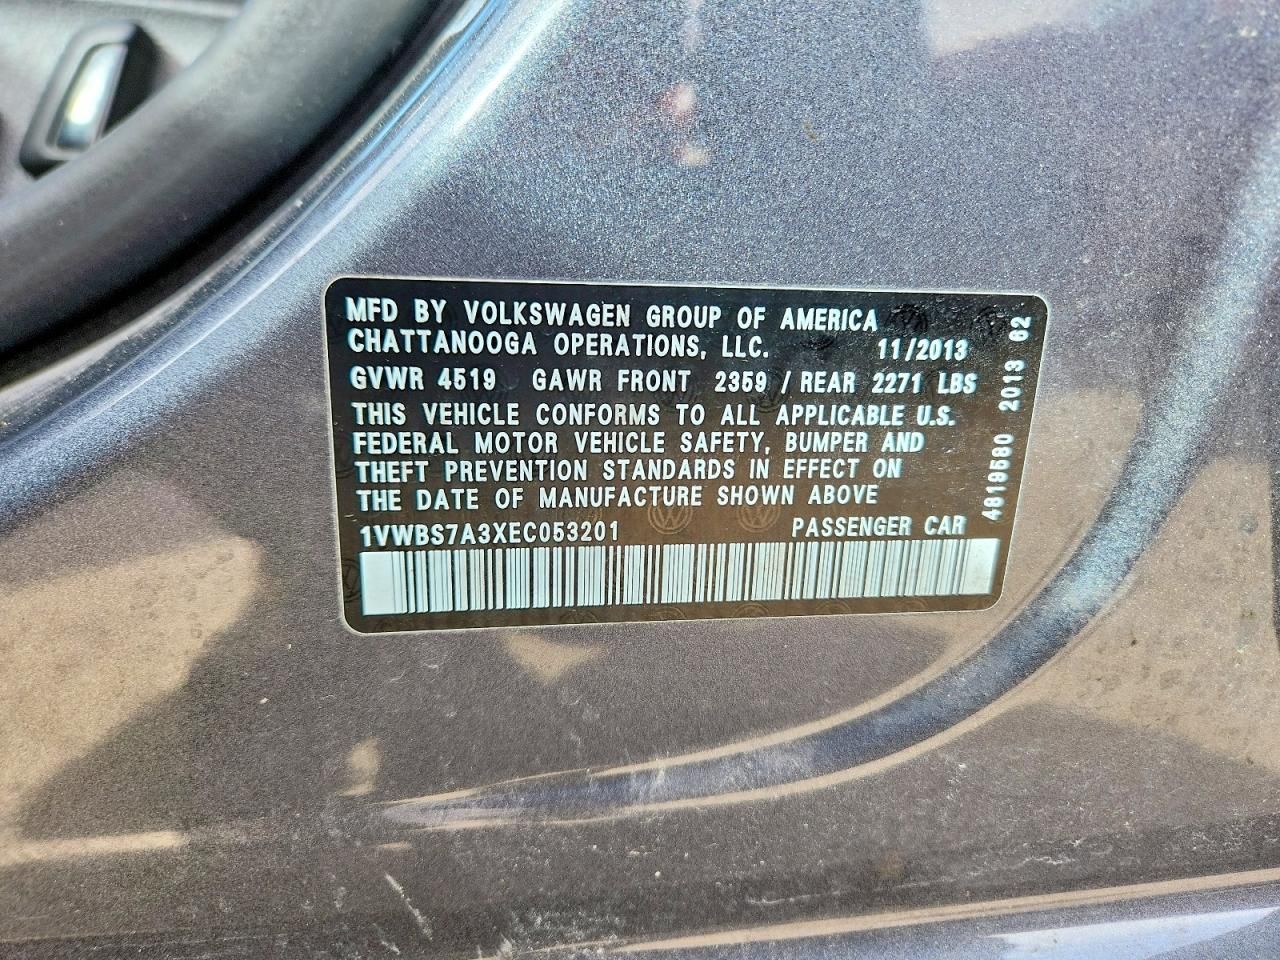 MFD BY VOLKSWAGEN GROUP OF AMERICA
CHATTANOOGA OPERATIONS, LLC. 11/2013
GVWR 4519 GAWR FRONT 2359 / REAR 2271 LBS
THIS VEHICLE CONFORMS TO ALL APPLICABLE U.S.
FEDERAL MOTOR VEHICLE SAFETY, BUMPER AND
THEFT PREVENTION STANDARDS IN EFFECT ON
THE DATE OF MANUFACTURE SHOWN ABOVE
1VWBS7A3XEC053201 PASSENGER CAR
4819580 2013 62